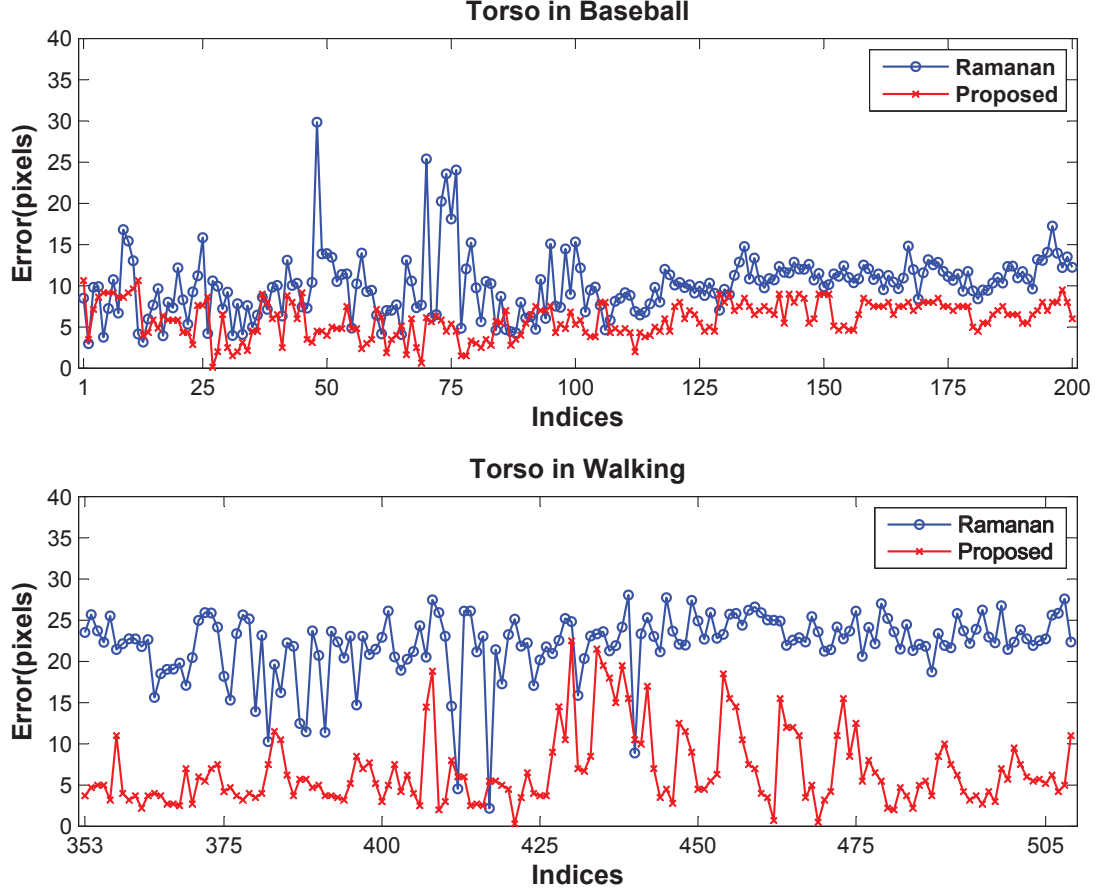 Torso in Baseball
40
35
30
25
20
15
10
5
0
Error(pixels)
Ramanan
Proposed
1 25 50 75 100 125 150 175 200
Indices
Torso in Walking
40
35
30
25
20
15
10
5
0
Error(pixels)
Ramanan
Proposed
353 375 400 425 450 475 505
Indices